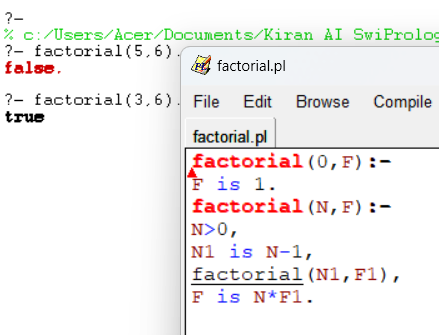 ?-
% c:/Users/Acer/Documents/Kiran AI SwiProlog
?- factorial(5,6).
false.
?- factorial(3,6).
true
factorial.pl
File Edit Browse Compile
factorial.pl
factorial(0,F):-
F is 1.
factorial(N,F):-
N>0,
N1 is N-1,
factorial(N1,F1),
F is N*F1.